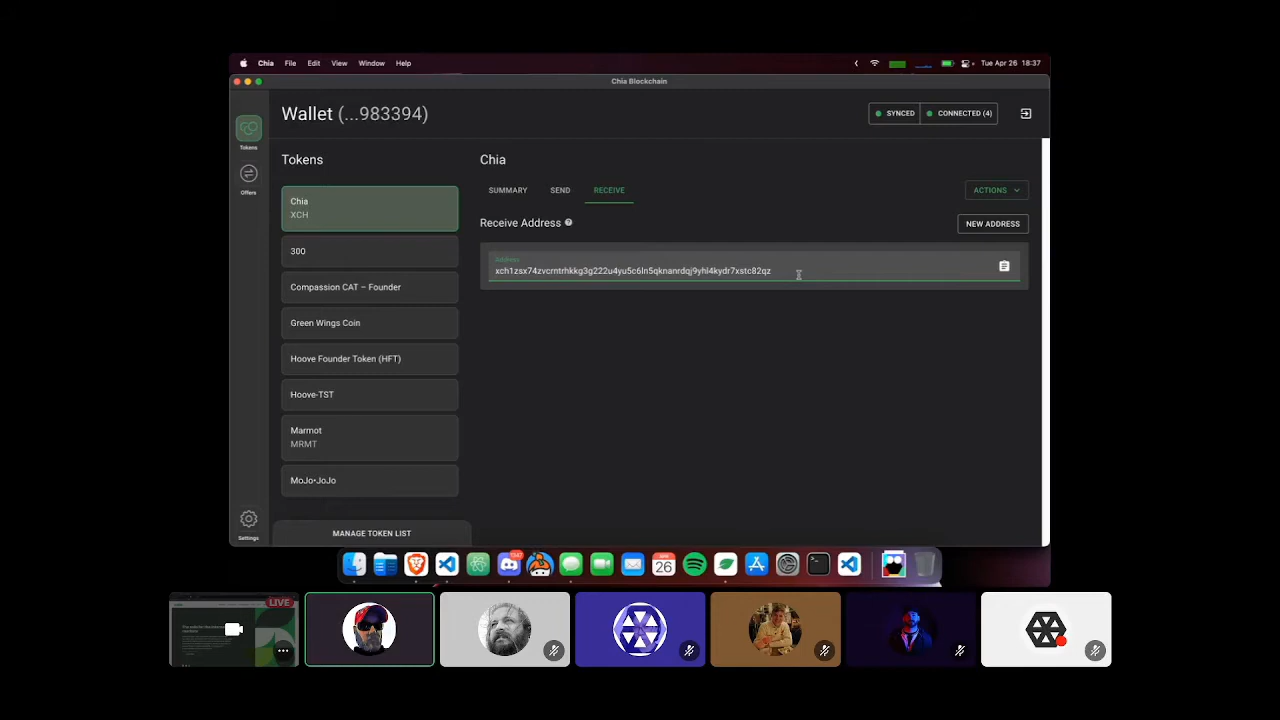 Chia File Edit View Window Help Tue Apr 26 18:37
Chia Blockchain
Wallet (...983394)
SYNCED CONNECTED (4)
Tokens
Offers
Settings
Tokens
Chia
XCH
300
Compassion CAT – Founder
Green Wings Coin
Hoove Founder Token (HFT)
Hoove-TST
Marmot
MRMT
MoJo•JoJo
MANAGE TOKEN LIST
Chia
SUMMARY SEND RECEIVE
ACTIONS
Receive Address
NEW ADDRESS
Address
xch1zsx74zvcrntrhkkg3g222u4yu5c6ln5qknanrdqj9yhl4kydr7xstc82qz
26
LIVE